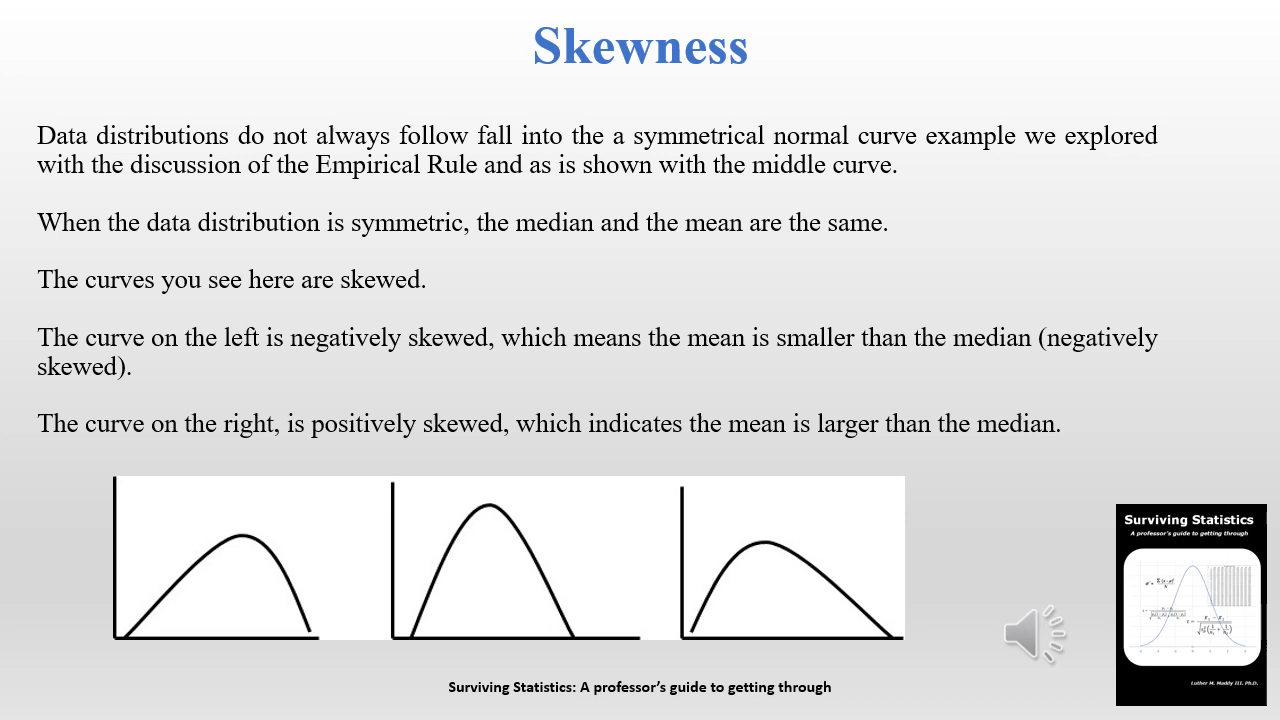 Skewness
Data distributions do not always follow fall into the a symmetrical normal curve example we explored
with the discussion of the Empirical Rule and as is shown with the middle curve.
When the data distribution is symmetric, the median and the mean are the same.
The curves you see here are skewed.
The curve on the left is negatively skewed, which means the mean is smaller than the median (negatively
skewed).
The curve on the right, is positively skewed, which indicates the mean is larger than the median.
Surviving Statistics
A professor's guide to getting through
Luther M. Maddy III, Ph.D.
Surviving Statistics: A professor’s guide to getting through